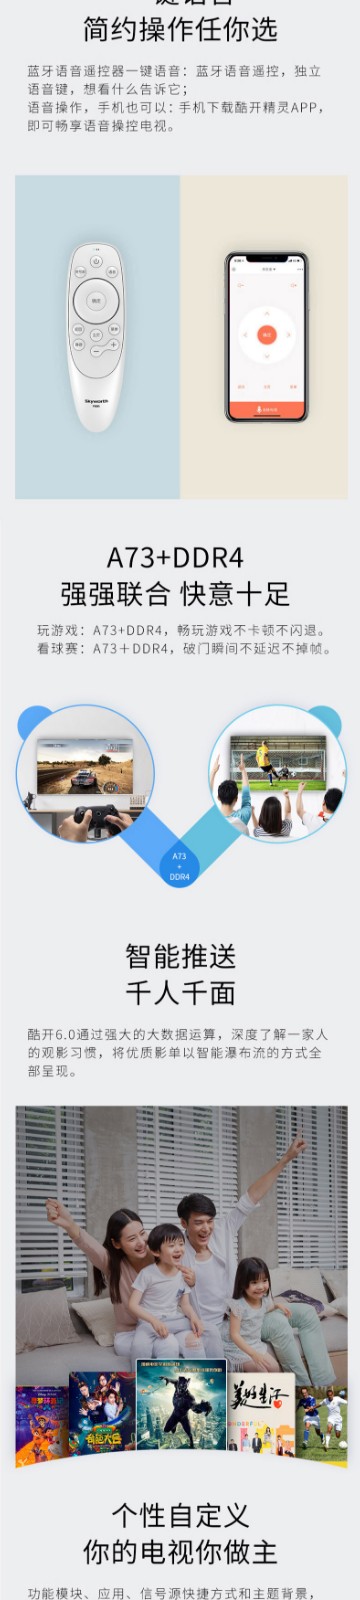 简约操作任你选
蓝牙语音遥控器一键语音：蓝牙语音遥控，独立
语音键，想看什么告诉它；
语音操作，手机也可以：手机下载酷开精灵APP，
即可畅享语音操控电视。
Skyworth
A73+DDR4
强强联合 快意十足
玩游戏：A73+DDR4，畅玩游戏不卡顿不闪退。
看球赛：A73＋DDR4，破门瞬间不延迟不掉帧。
A73
+
DDR4
智能推送
千人千面
酷开6.0通过强大的大数据运算，深度了解一家人
的观影习惯，将优质影单以智能瀑布流的方式全
部呈现。
美好生活
个性自定义
你的电视你做主
功能模块、应用、信号源快捷方式和主题背景，